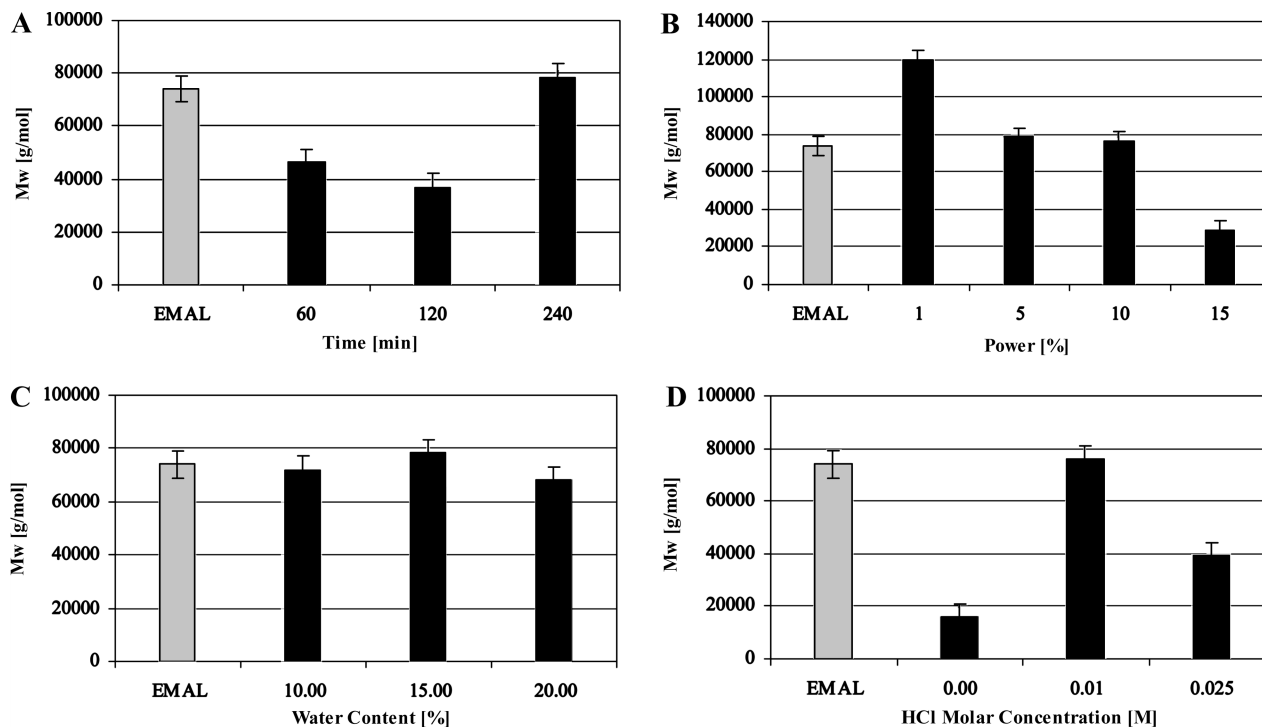 A
100000
80000
60000
40000
20000
0
Mw [g/mol]
EMAL 60 120 240
Time [min]
B
120000
140000
120000
100000
80000
60000
40000
20000
0
Mw [g/mol]
EMAL 1 5 10 15
Power [%]
C
100000
80000
60000
40000
20000
0
Mw [g/mol]
EMAL 10.00 15.00 20.00
Water Content [%]
D
100000
80000
60000
40000
20000
0
Mw [g/mol]
EMAL 0.00 0.01 0.025
HCl Molar Concentration [M]